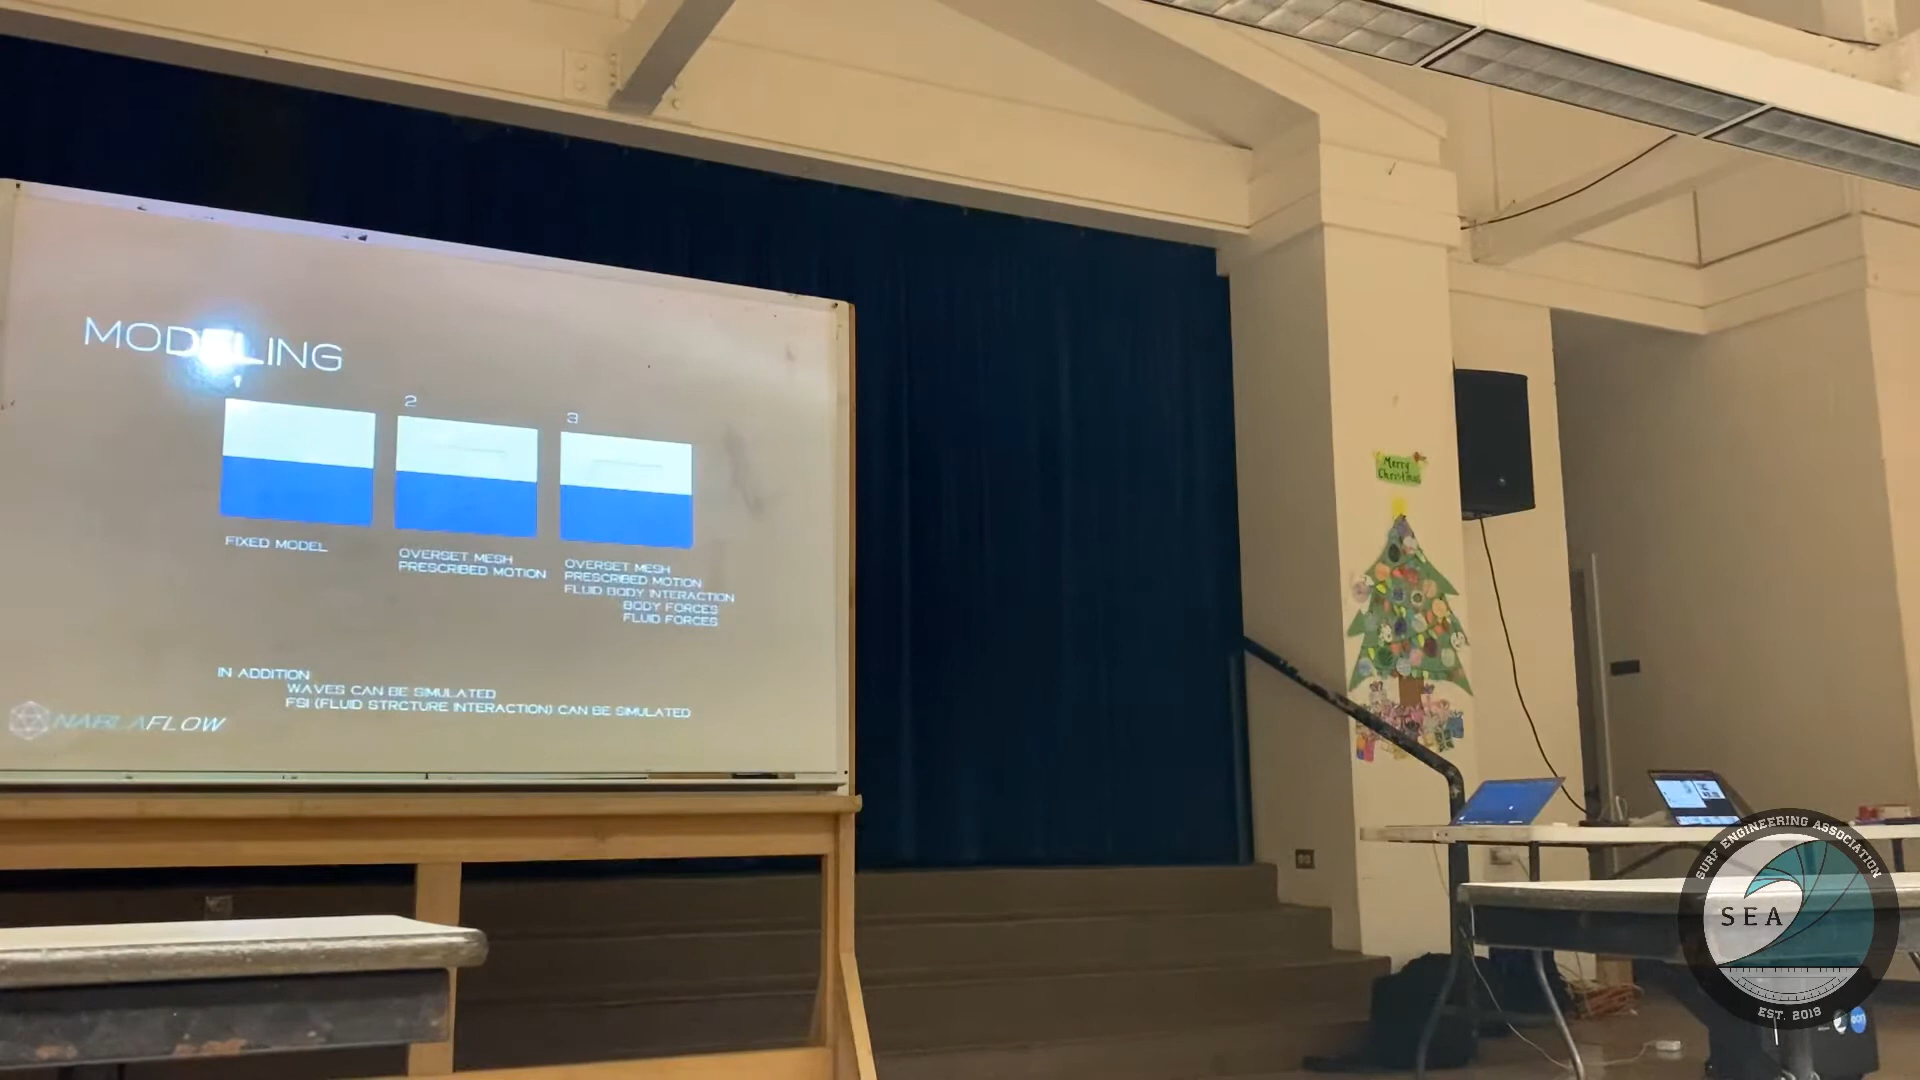 MODELING
1
2
3
FIXED MODEL
OVERSET MESH
PRESCRIBED MOTION
OVERSET MESH
PRESCRIBED MOTION
FLUID BODY INTERACTION
BODY FORCES
FLUID FORCES
IN ADDITION
WAVES CAN BE SIMULATED
FSI (FLUID STRCTURE INTERACTION) CAN BE SIMULATED
NABLAFLOW
Merry
Christmas
SURF ENGINEERING ASSOCIATION
SEA
EST. 2019